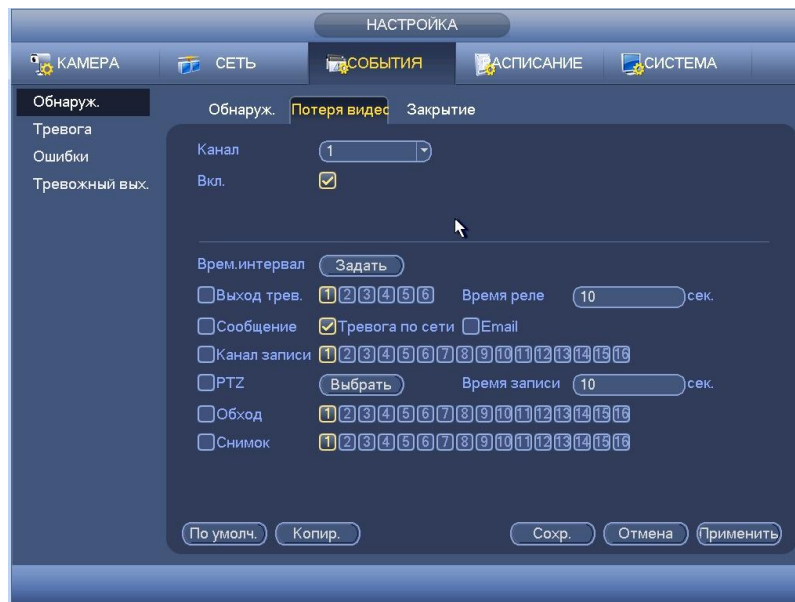 НАСТРОЙКА
КАМЕРА СЕТЬ СОБЫТИЯ РАСПИСАНИЕ СИСТЕМА
Обнаруж.
Тревога
Ошибки
Тревожный вых.
Обнаруж. Потеря видео Закрытие
Канал 1
Вкл.
Врем.интервал Задать
Выход трев. 1 2 3 4 5 6 Время реле 10 сек.
Сообщение Тревога по сети Email
Канал записи 1 2 3 4 5 6 7 8 9 10 11 12 13 14 15 16
PTZ Выбрать Время записи 10 сек.
Обход 1 2 3 4 5 6 7 8 9 10 11 12 13 14 15 16
Снимок 1 2 3 4 5 6 7 8 9 10 11 12 13 14 15 16
По умолч. Копир. Сохр. Отмена Применить